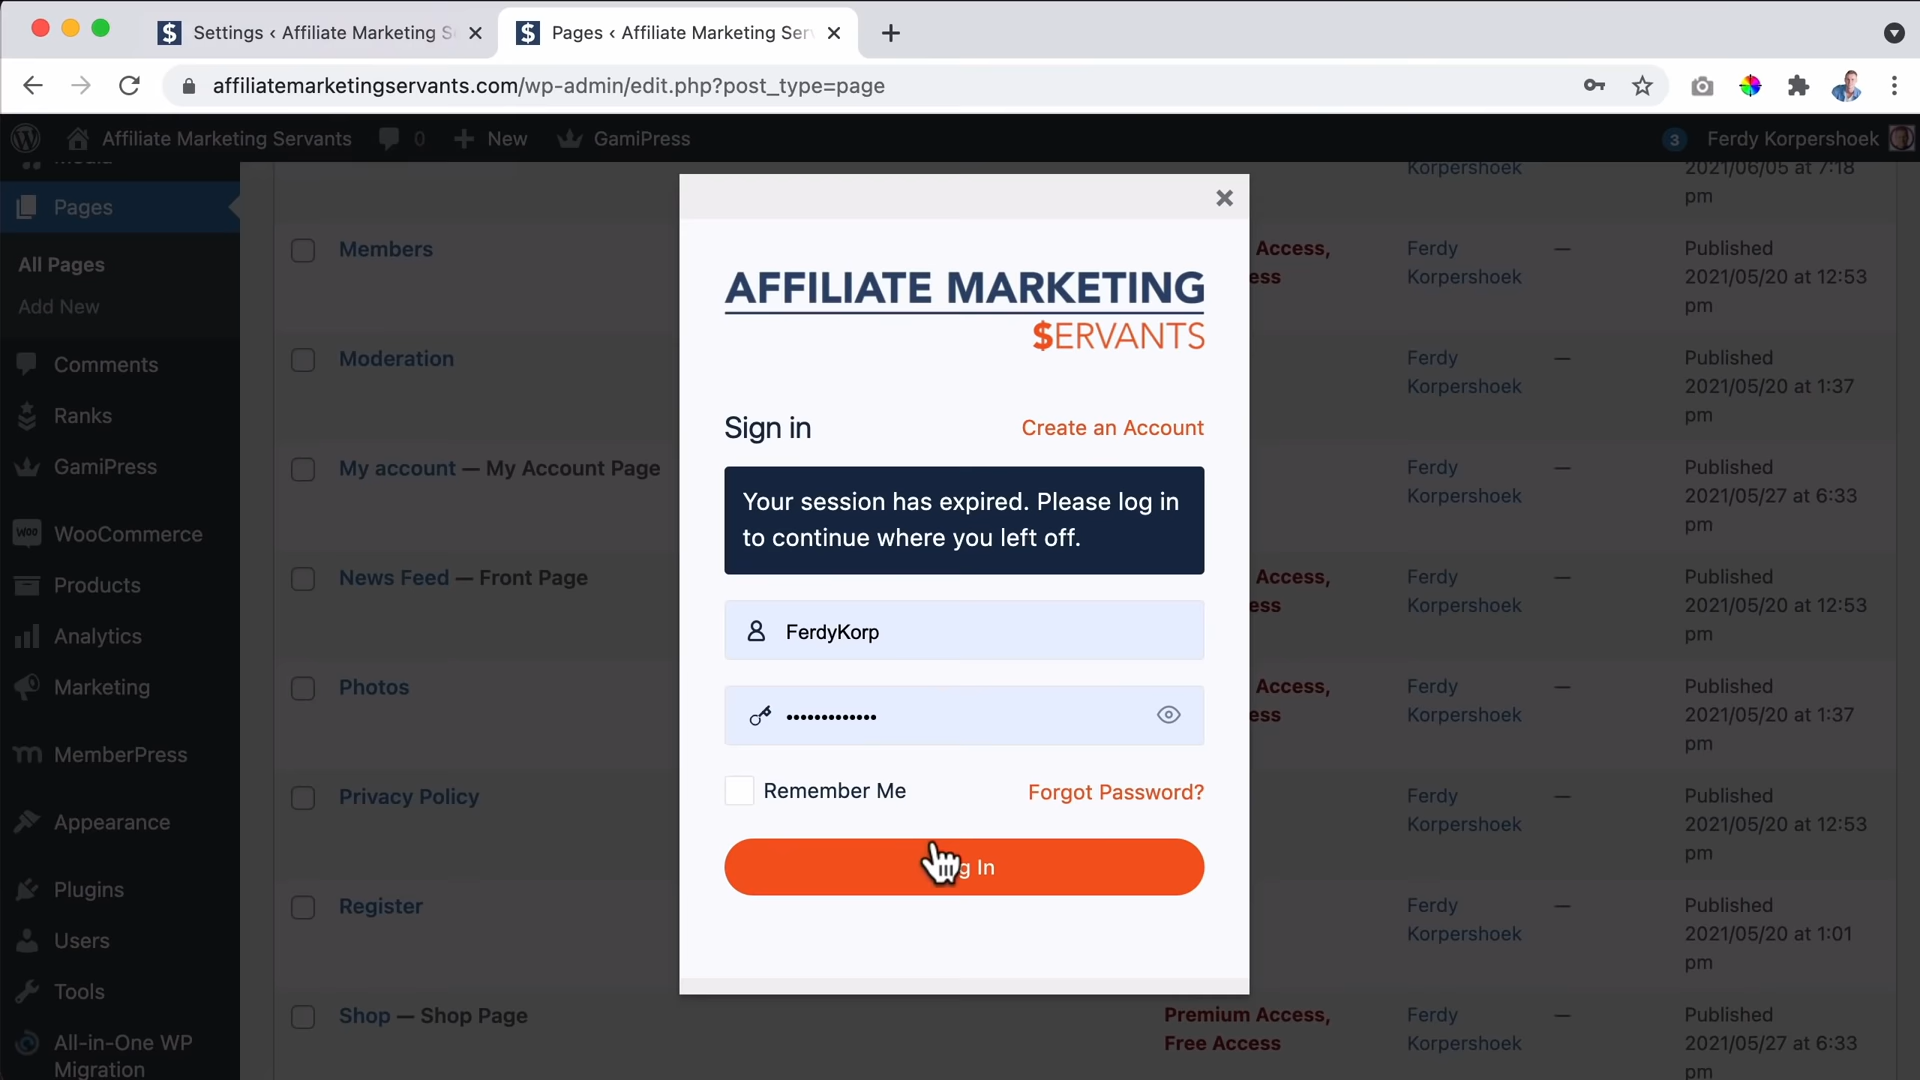 Settings ‹ Affiliate Marketing S
Pages ‹ Affiliate Marketing Ser
affiliatemarketingservants.com/wp-admin/edit.php?post_type=page
Affiliate Marketing Servants
0
New
GamiPress
3
Ferdy Korpershoek
Media
Pages
All Pages
Add New
Comments
Ranks
GamiPress
WOO
WooCommerce
Products
Analytics
Marketing
MemberPress
Appearance
Plugins
Users
Tools
All-in-One WP
Migration
Korpershoek
2021/06/05 at 7:18
pm
Members
Access,
ess
Ferdy
Korpershoek
—
Published
2021/05/20 at 12:53
pm
Moderation
Ferdy
Korpershoek
—
Published
2021/05/20 at 1:37
pm
My account — My Account Page
Ferdy
Korpershoek
—
Published
2021/05/27 at 6:33
pm
News Feed — Front Page
Access,
ess
Ferdy
Korpershoek
—
Published
2021/05/20 at 12:53
pm
Photos
Access,
ess
Ferdy
Korpershoek
—
Published
2021/05/20 at 1:37
pm
Privacy Policy
Ferdy
Korpershoek
—
Published
2021/05/20 at 12:53
pm
Register
Ferdy
Korpershoek
—
Published
2021/05/20 at 1:01
pm
Shop — Shop Page
Premium Access,
Free Access
Ferdy
Korpershoek
—
Published
2021/05/27 at 6:33
pm
AFFILIATE MARKETING
$ERVANTS
Sign in
Create an Account
Your session has expired. Please log in
to continue where you left off.
FerdyKorp
•••••••••••••
Remember Me
Forgot Password?
g In